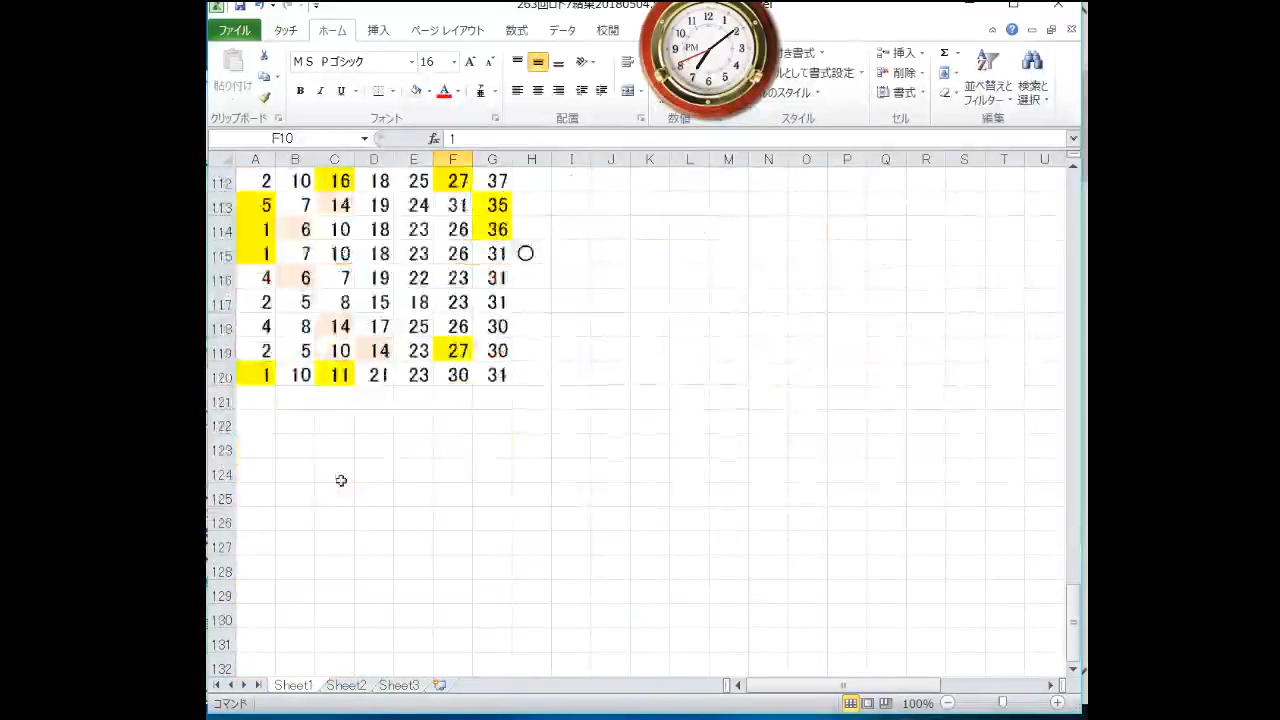 263回ロト7結果20180504.
ファイル タッチ ホーム 挿入 ページ レイアウト 数式 データ 校閲
貼り付け
ＭＳ Ｐゴシック 16
き書式
ルとして書式設定
ルのスタイル
挿入
削除
書式
並べ替えと
フィルター
検索と
選択
クリップボード フォント 配置 数値 スタイル セル 編集
F10 fx 1
A B C D E F G H I J K L M N O P Q R S T U
112 2 10 16 18 25 27 37
113 5 7 14 19 24 31 35
114 1 6 10 18 23 26 36
115 1 7 10 18 23 26 31 ○
116 4 6 7 19 22 23 31
117 2 5 8 15 18 23 31
118 4 8 14 17 25 26 30
119 2 5 10 14 23 27 30
120 1 10 11 21 23 30 31
121
122
123
124
125
126
127
128
129
130
131
132
Sheet1 Sheet2 Sheet3
コマンド 100%
12 1 2 3 4 5 6 7 8 9 10 11
PM